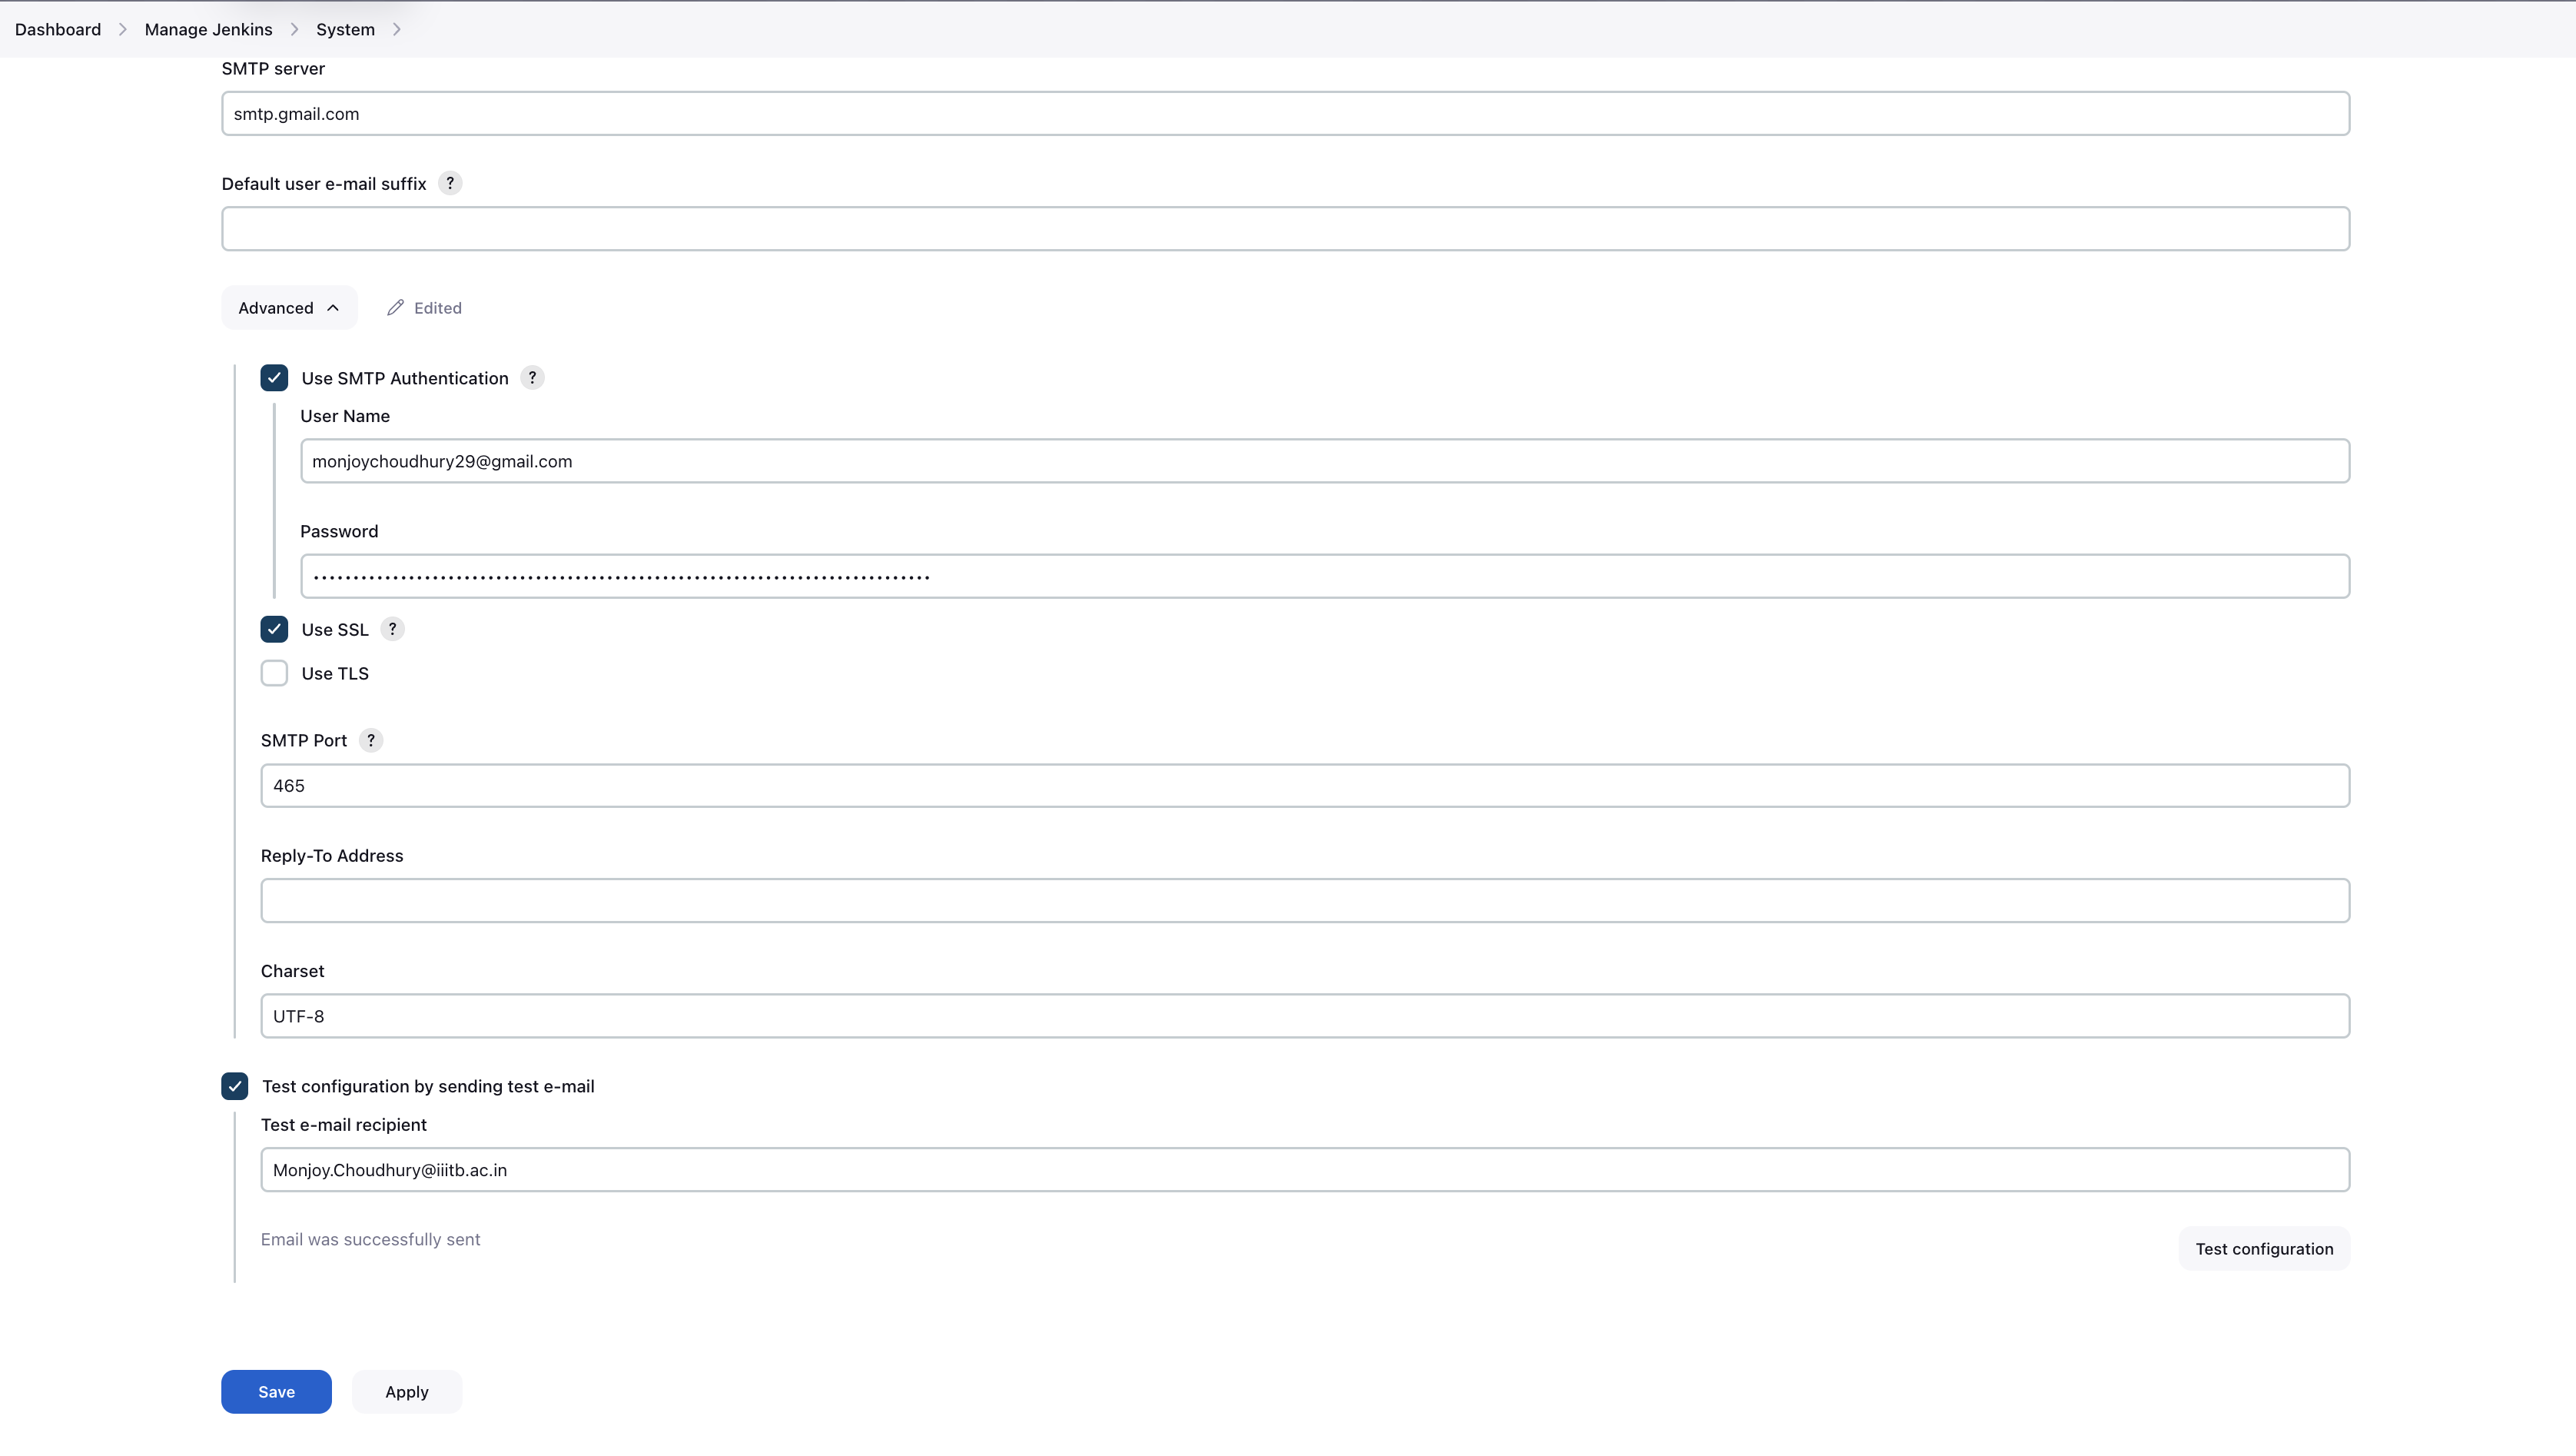 Dashboard > Manage Jenkins > System >
SMTP server
smtp.gmail.com
Default user e-mail suffix ?
Advanced Edited
Use SMTP Authentication ?
User Name
monjoychoudhury29@gmail.com
Password
Use SSL ?
Use TLS
SMTP Port ?
465
Reply-To Address
Charset
UTF-8
Test configuration by sending test e-mail
Test e-mail recipient
Monjoy.Choudhury@iiitb.ac.in
Email was successfully sent
Test configuration
Save Apply